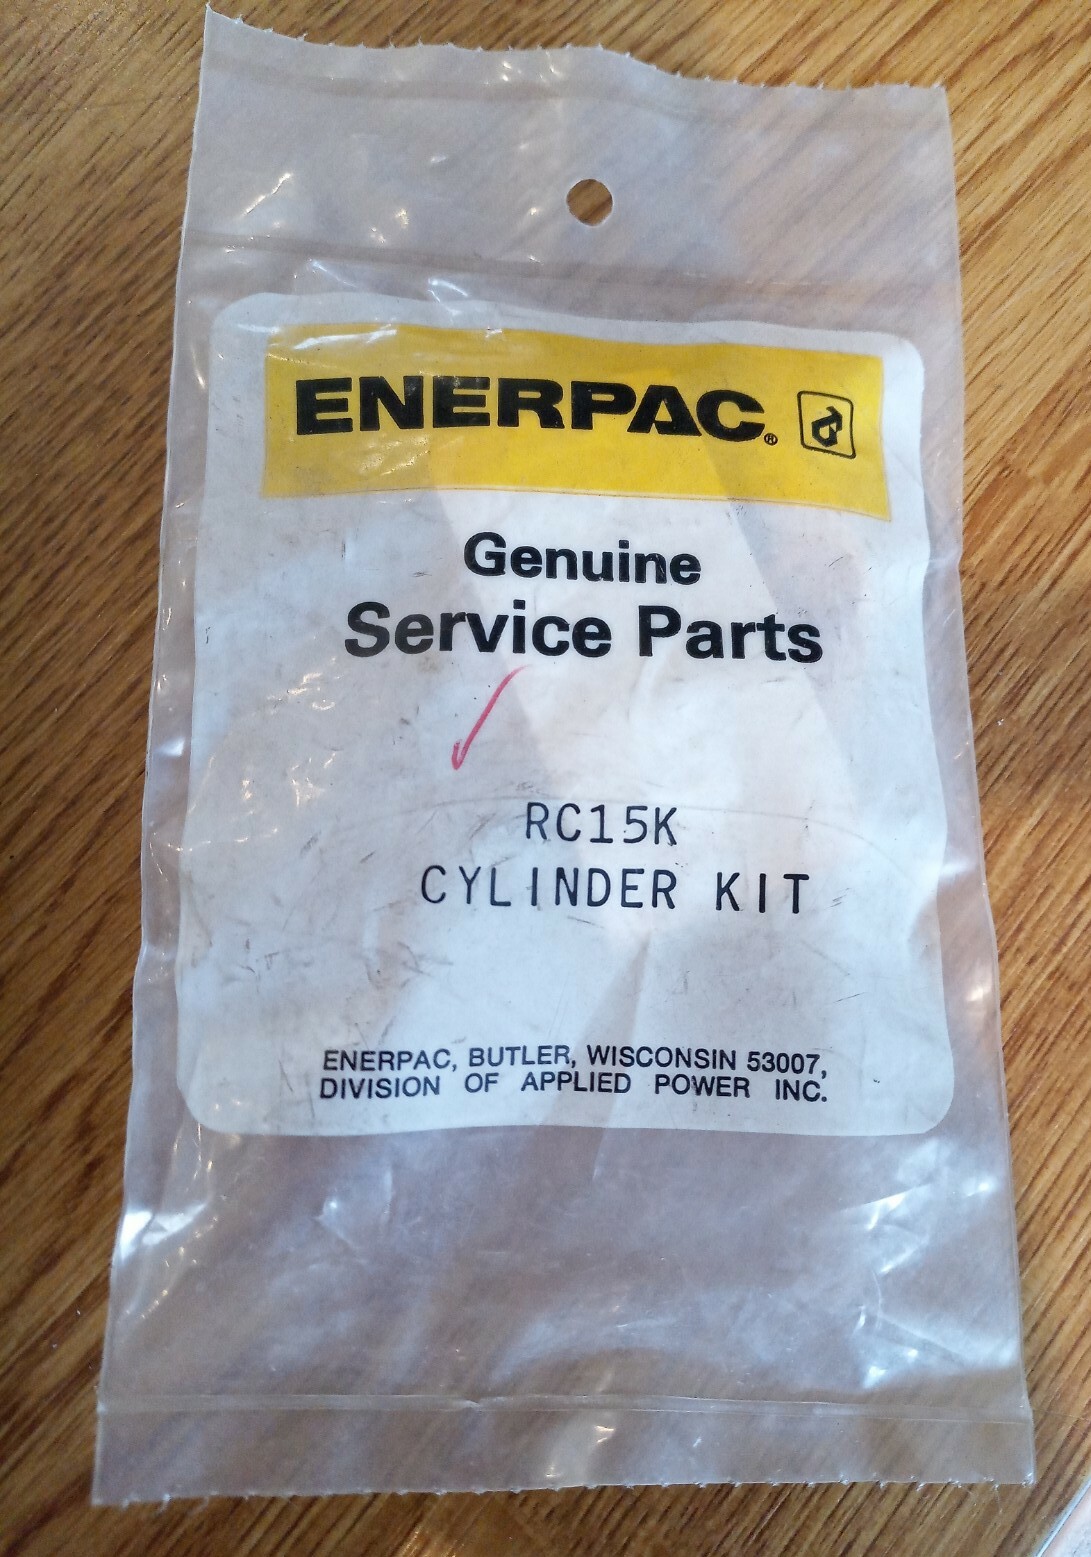 ENERPAC®
Genuine
Service Parts
RC15K
CYLINDER KIT
ENERPAC, BUTLER, WISCONSIN 53007,
DIVISION OF APPLIED POWER INC.